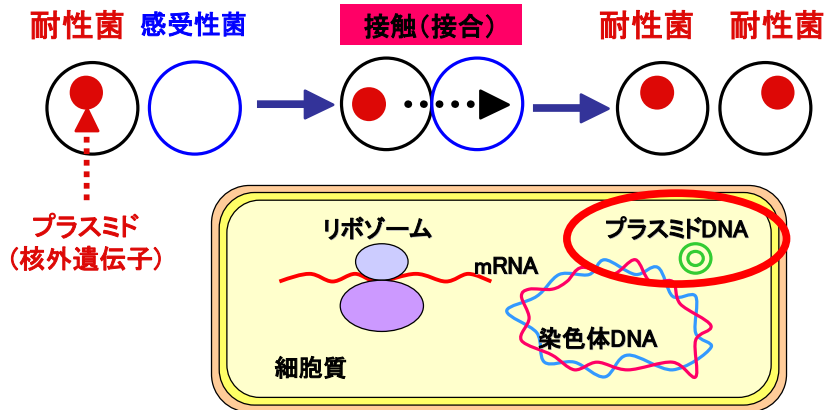 耐性菌
感受性菌
接触(接合)
耐性菌
耐性菌
プラスミド
(核外遺伝子)
リボゾーム
プラスミドDNA
mRNA
染色体DNA
細胞質